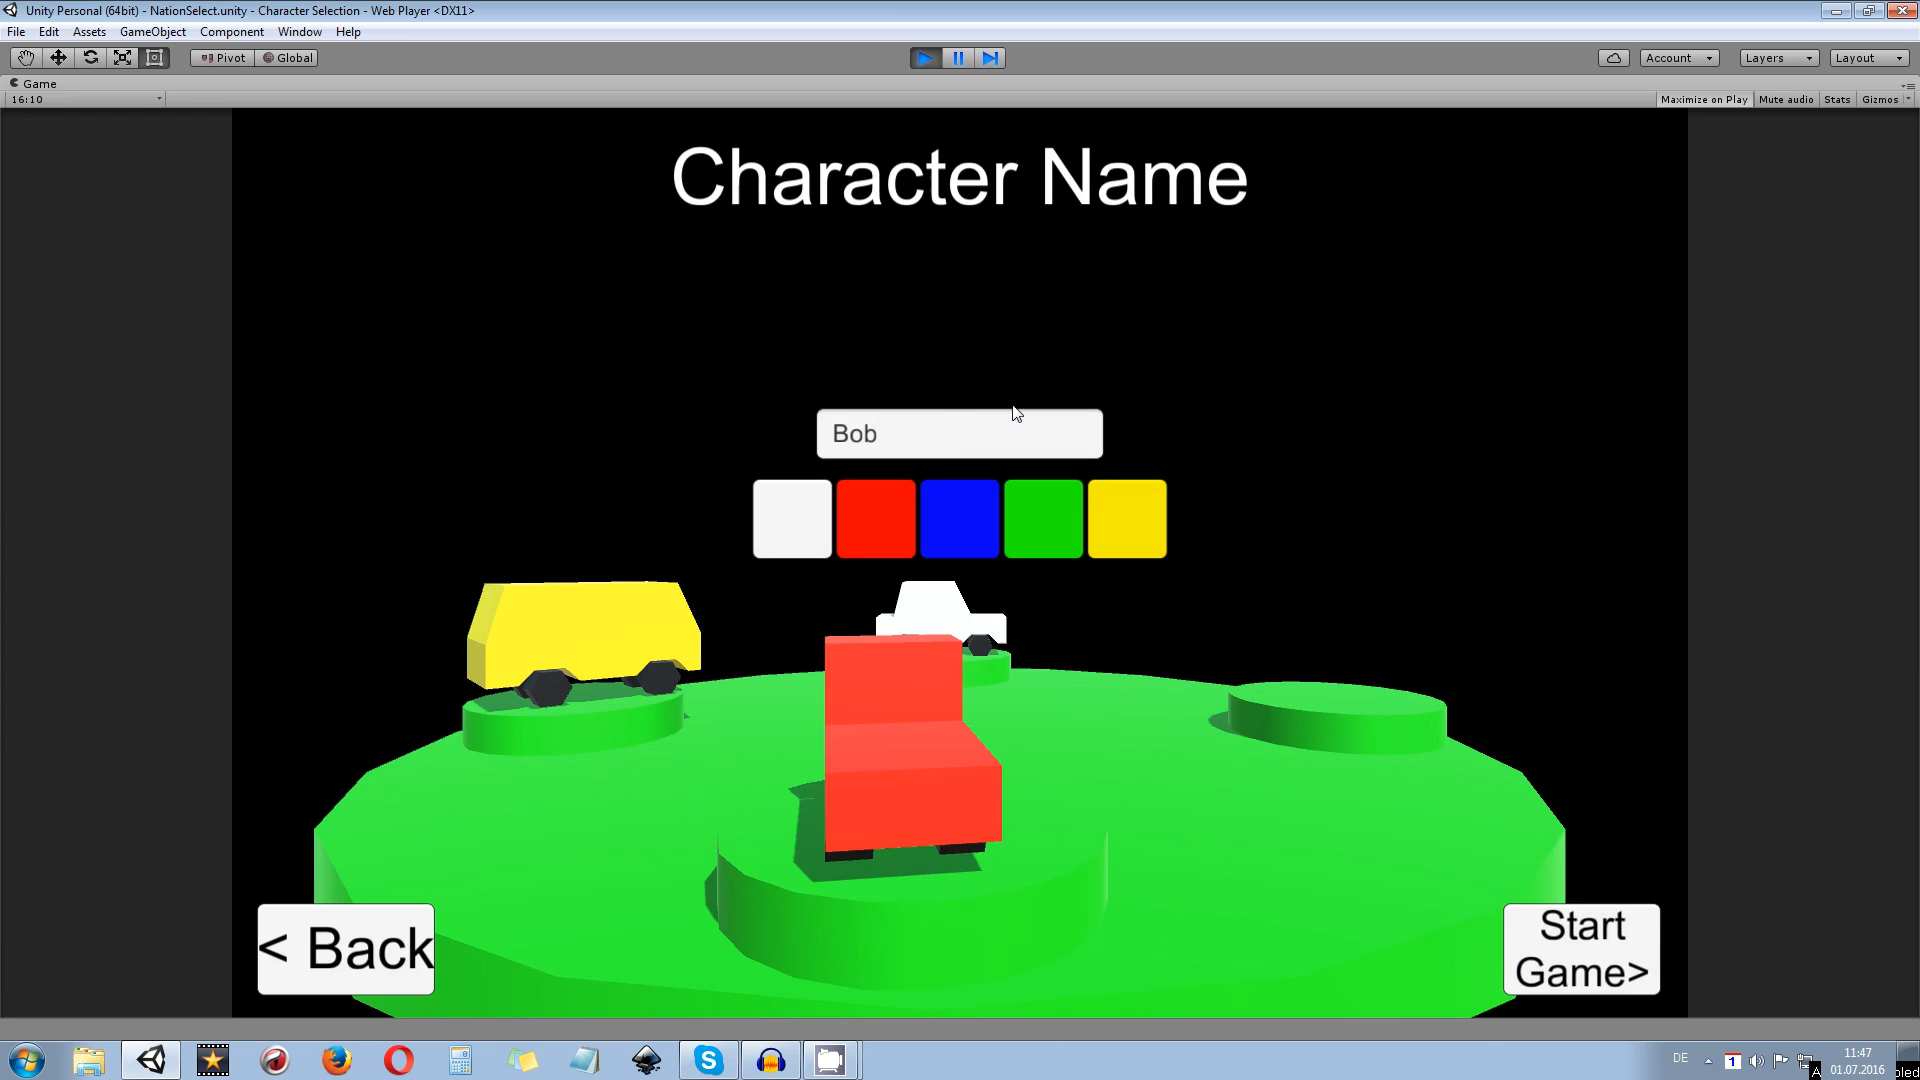 Unity Personal (64bit) - NationSelect.unity - Character Selection - Web Player <DX11>
File Edit Assets GameObject Component Window Help
Pivot Global Account Layers Layout
Game
16:10 Maximize on Play Mute audio Stats Gizmos
Character Name
Bob
< Back
Start
Game>
DE 1 11:47
01.07.2016